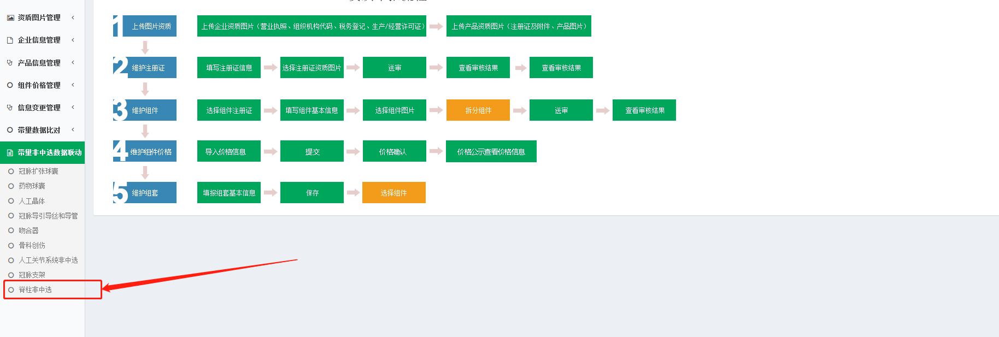 资质图片管理
企业信息管理
产品信息管理
组件价格管理
信息变更管理
带量数据比对
带量非中选数据联动
冠脉扩张球囊
药物球囊
人工晶体
冠脉导引导丝和导管
吻合器
骨科创伤
人工关节系统非中选
冠脉支架
脊柱非中选
1 上传图片资质
上传企业资质图片（营业执照、组织机构代码、税务登记、生产/经营许可证）
上传产品资质图片（注册证及附件、产品图片）
2 维护注册证
填写注册证信息
选择注册证资质图片
送审
查看审核结果
查看审核结果
3 维护组件
选择组件注册证
填写组件基本信息
选择组件图片
拆分组件
送审
查看审核结果
4 维护组件价格
导入价格信息
提交
价格确认
价格公示查看价格信息
5 维护组套
填报组套基本信息
保存
选择组件